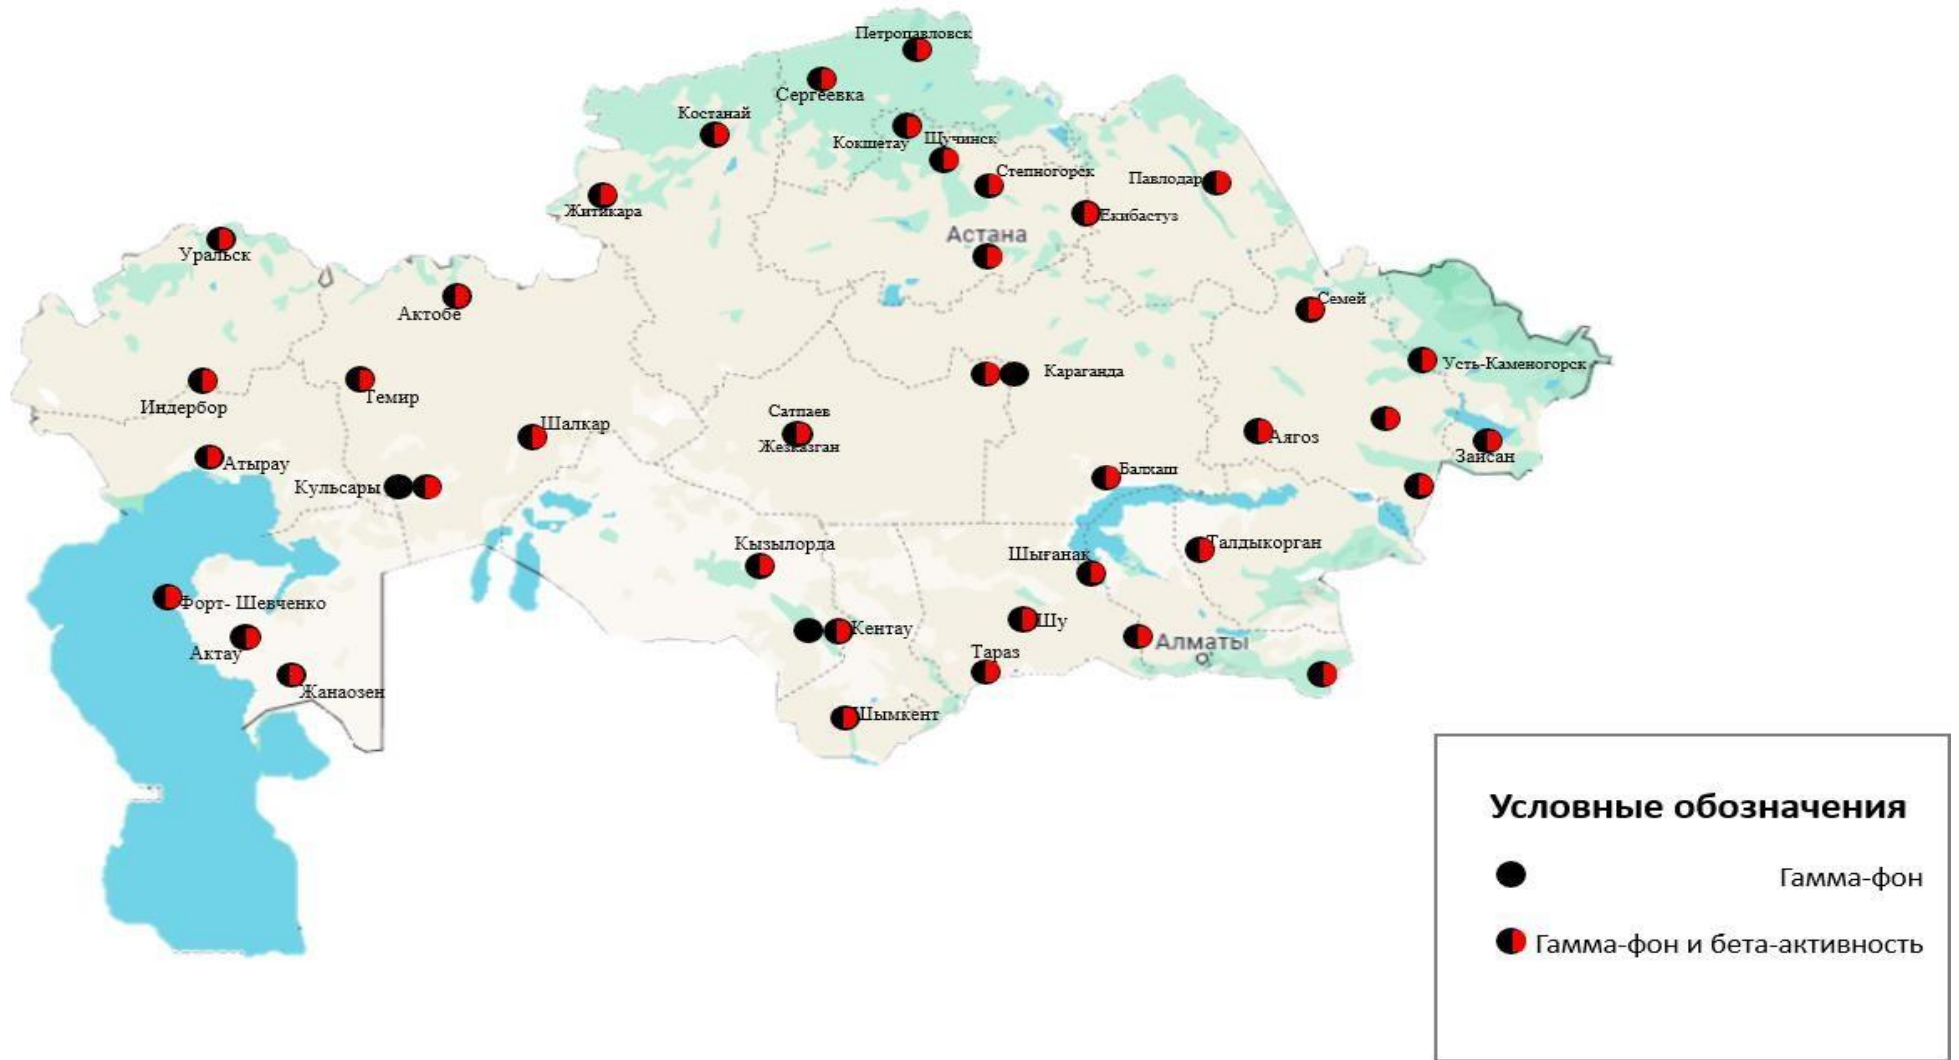 Петропавловск
Сергеевка
Костанай
Кокшетау
Щучинск
Степногорск
Павлодар
Житикара
Екибастуз
Астана
Уральск
Актобе
Семей
Усть-Каменогорск
Караганда
Индербор
Темир
Сатпаев
Жезказган
Шалкар
Аягоз
Зайсан
Атырау
Кульсары
Балхаш
Кызылорда
Шығанак
Талдыкорган
Форт- Шевченко
Кентау
Шу
Алматы
Актау
Тараз
Жанаозен
Шымкент
Условные обозначения
Гамма-фон
Гамма-фон и бета-активность